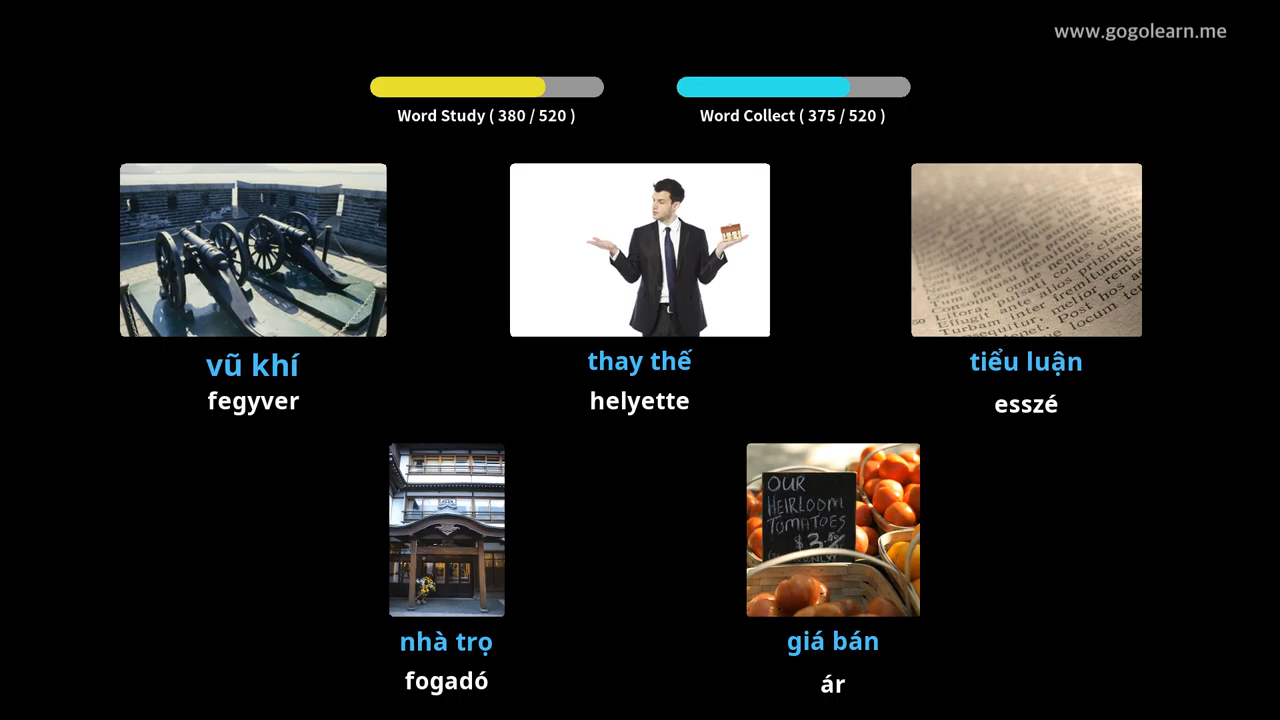 www.gogolearn.me
Word Study ( 380 / 520 )
Word Collect ( 375 / 520 )
vũ khí
fegyver
thay thế
helyette
tiểu luận
esszé
OUR
HEIRLOOM
TOMATOES
nhà trọ
fogadó
giá bán
ár